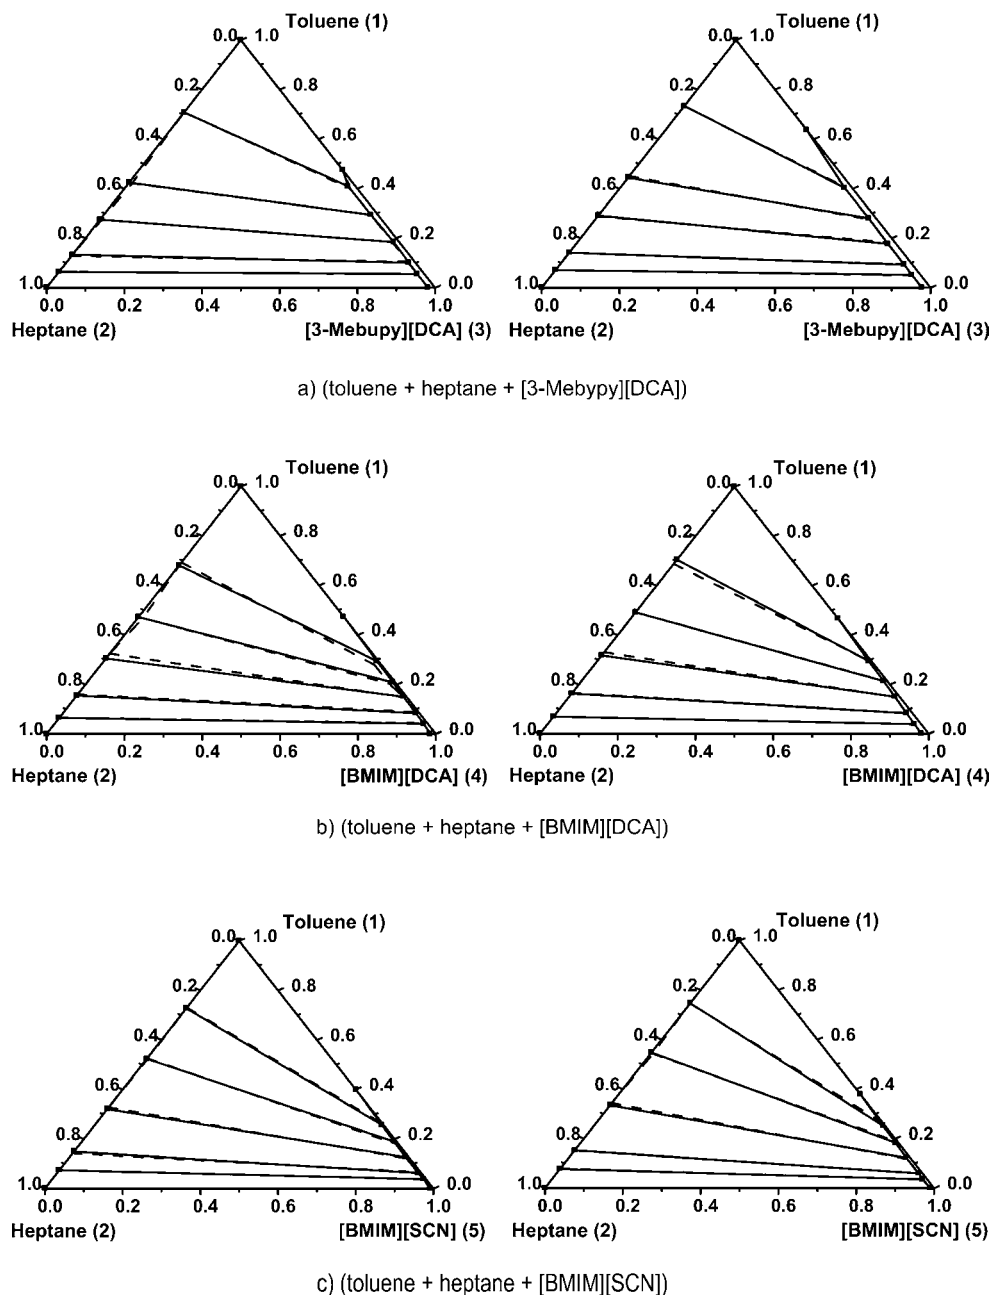 Toluene (1)
Toluene (1)
0.0 1.0
0.0 1.0
0.2 0.8
0.2 0.8
0.4 0.6
0.4 0.6
0.6 0.4
0.6 0.4
0.8 0.2
0.8 0.2
1.0 0.0
1.0 0.0
0.0 0.2 0.4 0.6 0.8 1.0
0.0 0.2 0.4 0.6 0.8 1.0
Heptane (2) [3-Mebupy][DCA] (3)
Heptane (2) [3-Mebupy][DCA] (3)
a) (toluene + heptane + [3-Mebypy][DCA])
Toluene (1)
Toluene (1)
0.0 1.0
0.0 1.0
0.2 0.8
0.2 0.8
0.4 0.6
0.4 0.6
0.6 0.4
0.6 0.4
0.8 0.2
0.8 0.2
1.0 0.0
1.0 0.0
0.0 0.2 0.4 0.6 0.8 1.0
0.0 0.2 0.4 0.6 0.8 1.0
Heptane (2) [BMIM][DCA] (4)
Heptane (2) [BMIM][DCA] (4)
b) (toluene + heptane + [BMIM][DCA])
Toluene (1)
Toluene (1)
0.0 1.0
0.0 1.0
0.2 0.8
0.2 0.8
0.4 0.6
0.4 0.6
0.6 0.4
0.6 0.4
0.8 0.2
0.8 0.2
1.0 0.0
1.0 0.0
0.0 0.2 0.4 0.6 0.8 1.0
0.0 0.2 0.4 0.6 0.8 1.0
Heptane (2) [BMIM][SCN] (5)
Heptane (2) [BMIM][SCN] (5)
c) (toluene + heptane + [BMIM][SCN])